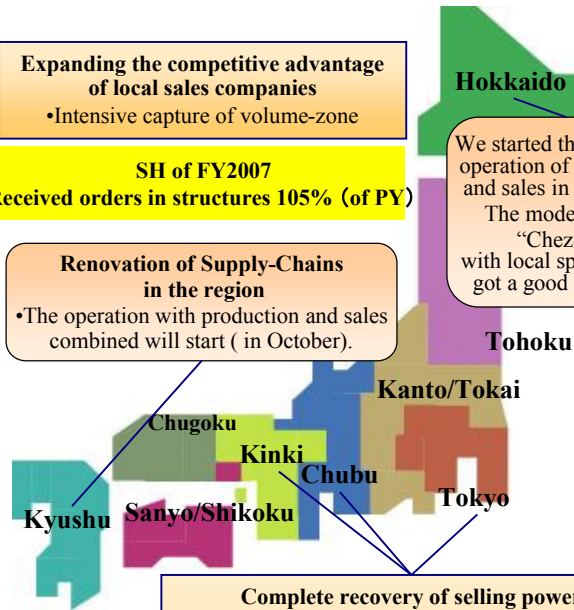 Expanding the competitive advantage
of local sales companies
•Intensive capture of volume-zone
Hokkaido
SH of FY2007
Received orders in structures 105% (of PY)
We started th
operation of
and sales in
The mode
“Chez
with local sp
got a good
Renovation of Supply-Chains
in the region
•The operation with production and sales
combined will start ( in October).
Tohoku
Kanto/Tokai
Chugoku
Kinki
Chubu
Tokyo
Kyushu
Sanyo/Shikoku
Complete recovery of selling power